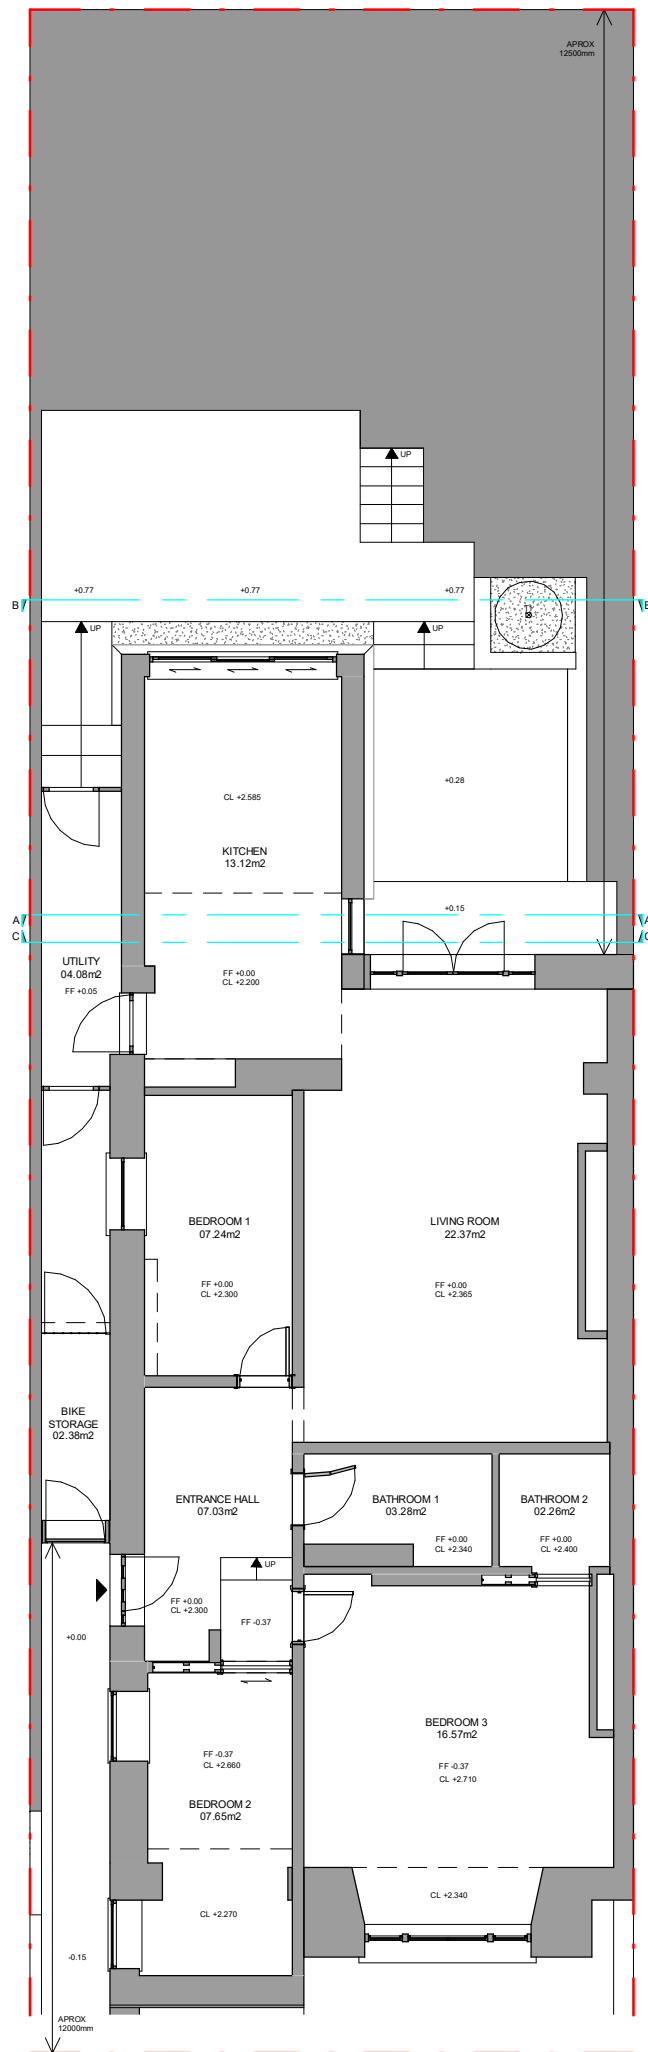 APROX
12500mm
UP
+0.77
+0.77
+0.77
B
UP
UP
+0.28
CL +2.585
KITCHEN
13.12m2
+0.15
A
A
C
UTILITY
04.08m2
FF +0.05
FF +0.00
CL +2.200
BEDROOM 1
07.24m2
LIVING ROOM
22.37m2
FF +0.00
CL +2.300
FF +0.00
CL +2.365
BIKE
STORAGE
02.38m2
ENTRANCE HALL
07.03m2
BATHROOM 1
03.28m2
BATHROOM 2
02.26m2
FF +0.00
CL +2.340
FF +0.00
CL +2.400
UP
FF +0.00
CL +2.300
FF -0.37
+0.00
BEDROOM 3
16.57m2
FF -0.37
CL +2.660
FF -0.37
CL +2.710
BEDROOM 2
07.65m2
CL +2.340
CL +2.270
-0.15
APROX
12000mm